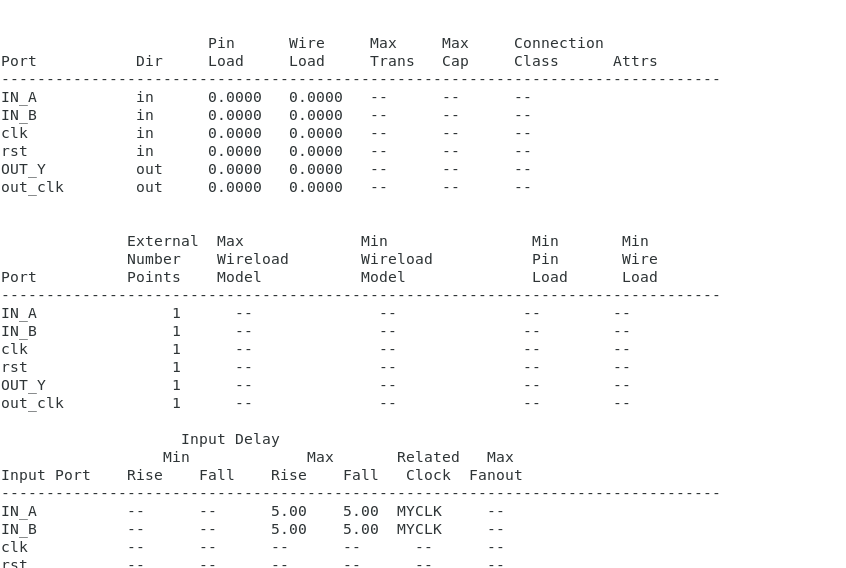 Pin      Wire     Max     Max     Connection
Port           Dir     Load     Load     Trans   Cap     Class      Attrs
--------------------------------------------------------------------------------
IN_A           in      0.0000   0.0000   --      --      --
IN_B           in      0.0000   0.0000   --      --      --
clk            in      0.0000   0.0000   --      --      --
rst            in      0.0000   0.0000   --      --      --
OUT_Y          out     0.0000   0.0000   --      --      --
out_clk        out     0.0000   0.0000   --      --      --
              External  Max             Min                Min       Min
              Number    Wireload        Wireload           Pin       Wire
Port          Points    Model           Model              Load      Load
--------------------------------------------------------------------------------
IN_A               1      --              --              --        --
IN_B               1      --              --              --        --
clk                1      --              --              --        --
rst                1      --              --              --        --
OUT_Y              1      --              --              --        --
out_clk            1      --              --              --        --
                    Input Delay
                  Min             Max       Related   Max
Input Port    Rise    Fall    Rise    Fall   Clock  Fanout
--------------------------------------------------------------------------------
IN_A          --      --      5.00    5.00  MYCLK     --
IN_B          --      --      5.00    5.00  MYCLK     --
clk           --      --      --      --      --      --
rst           --      --      --      --      --      --